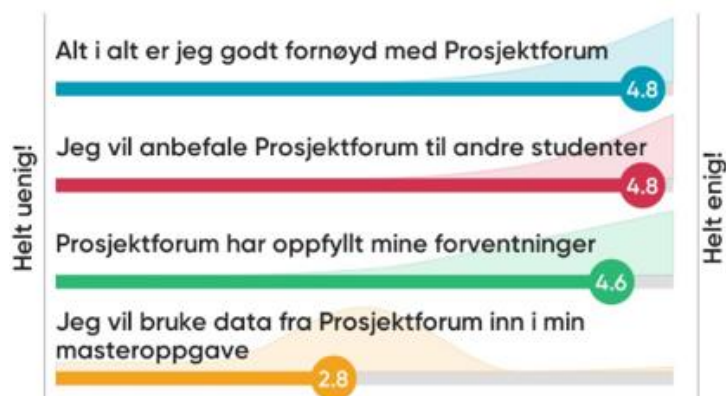 Helt uenig!
Alt i alt er jeg godt fornøyd med Prosjektforum
4.8
Jeg vil anbefale Prosjektforum til andre studenter
4.8
Prosjektforum har oppfyllt mine forventninger
4.6
Jeg vil bruke data fra Prosjektforum inn i min
masteroppgave
2.8
Helt enig!